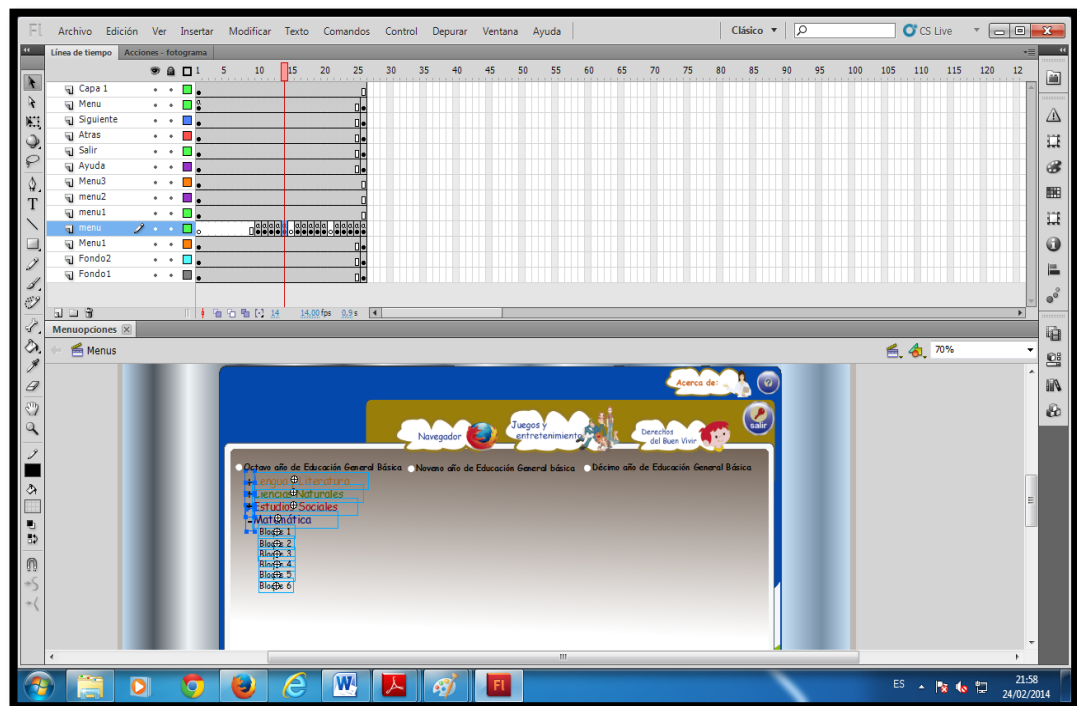 Fl Archivo Edición Ver Insertar Modificar Texto Comandos Control Depurar Ventana Ayuda Clásico CS Live
Línea de tiempo Acciones - fotograma
1 5 10 15 20 25 30 35 40 45 50 55 60 65 70 75 80 85 90 95 100 105 110 115 120 12
Capa 1
Menu
Siguiente
Atras
Salir
Ayuda
Menu3
menu2
menu1
menu
Menu1
Fondo2
Fondo1
14 14,00 fps 0,9 s
Menuopciones
Menus 70%
Acerca de:
salir
Navegador
Juegos y
entretenimiento
Derechos
del Buen Vivir
Octavo año de Educación General Básica Noveno año de Educación General básica Décimo año de Educación General Básica
+Lengua Literatura
+Ciencias Naturales
+Estudios Sociales
-Matemática
Bloque 1
Bloque 2
Bloque 3
Bloque 4
Bloque 5
Bloque 6
W Fl ES 21:58
24/02/2014